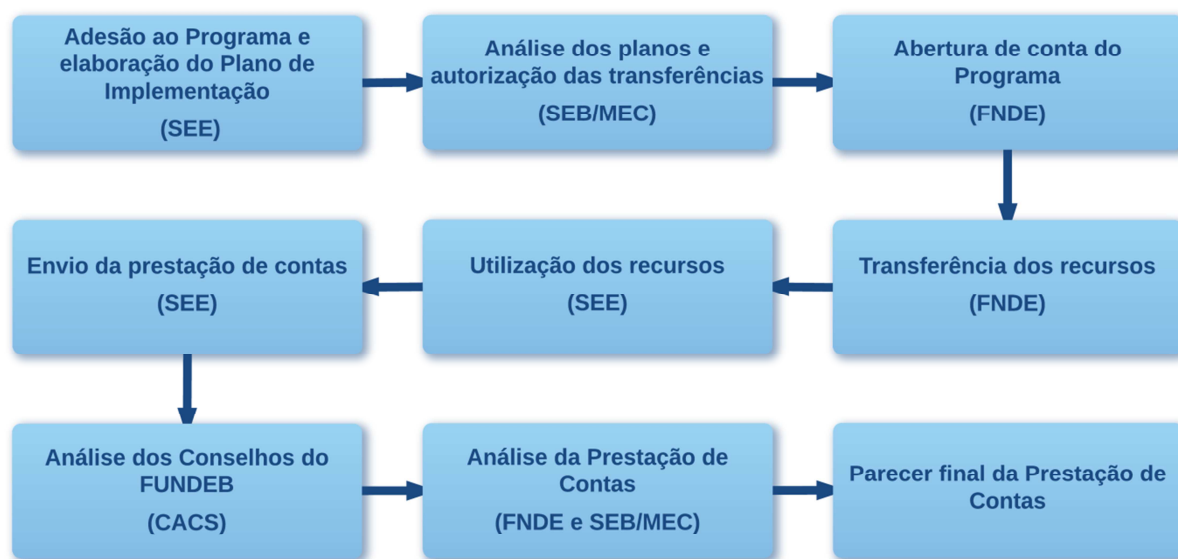 Adesão ao Programa e
elaboração do Plano de
Implementação
(SEE)
Análise dos planos e
autorização das transferências
(SEB/MEC)
Abertura de conta do
Programa
(FNDE)
Transferência dos recursos
(FNDE)
Utilização dos recursos
(SEE)
Envio da prestação de contas
(SEE)
Análise dos Conselhos do
FUNDEB
(CACS)
Análise da Prestação de
Contas
(FNDE e SEB/MEC)
Parecer final da Prestação de
Contas